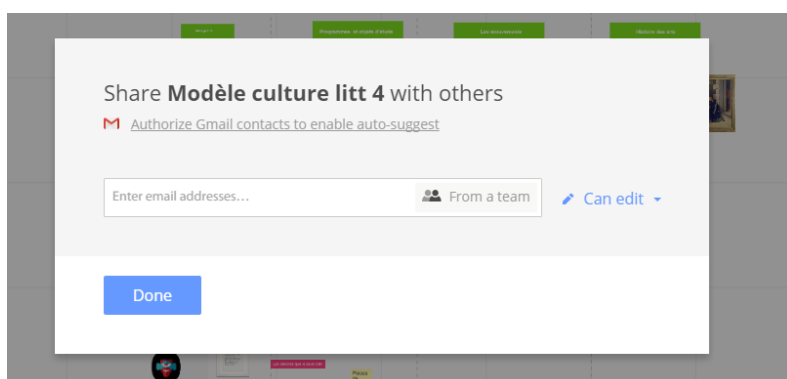 Programmes et objets d'étude
Histoire des arts
Share Modèle culture litt 4 with others
Authorize Gmail contacts to enable auto-suggest
Enter email addresses...
From a team
Can edit
Done